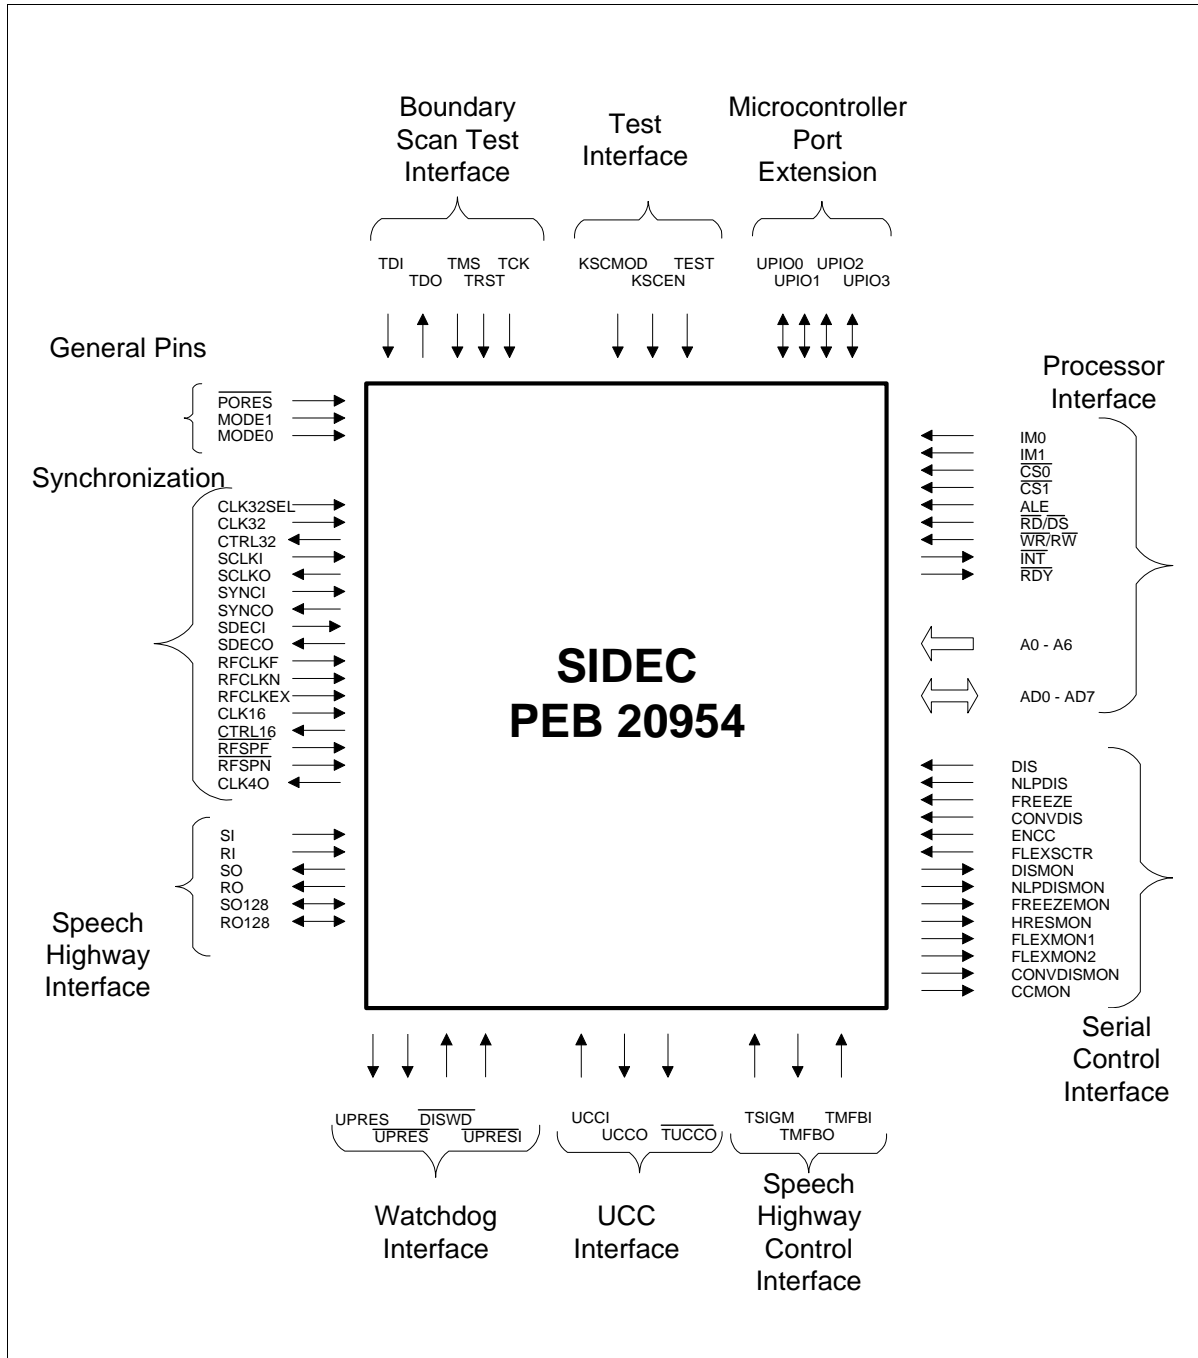 Boundary
Scan Test
Interface
Test
Interface
Microcontroller
Port
Extension
TDI
TDO
TMS
TRST
TCK
KSCMOD
KSCEN
TEST
UPIO0
UPIO1
UPIO2
UPIO3
General Pins
PORES
MODE1
MODE0
Synchronization
CLK32SEL
CLK32
CTRL32
SCLKI
SCLKO
SYNCI
SYNCO
SDECI
SDECO
RFCLKF
RFCLKN
RFCLKEX
CLK16
CTRL16
RFSPF
RFSPN
CLK4O
SI
RI
SO
RO
SO128
RO128
Speech
Highway
Interface
SIDEC
PEB 20954
Processor
Interface
IM0
IM1
CS0
CS1
ALE
RD/DS
WR/RW
INT
RDY
A0 - A6
AD0 - AD7
DIS
NLPDIS
FREEZE
CONVDIS
ENCC
FLEXSCTR
DISMON
NLPDISMON
FREEZEMON
HRESMON
FLEXMON1
FLEXMON2
CONVDISMON
CCMON
Serial
Control
Interface
UPRES
UPRES
DISWD
UPRESI
Watchdog
Interface
UCCI
UCCO
TUCCO
UCC
Interface
TSIGM
TMFBO
TMFBI
Speech
Highway
Control
Interface